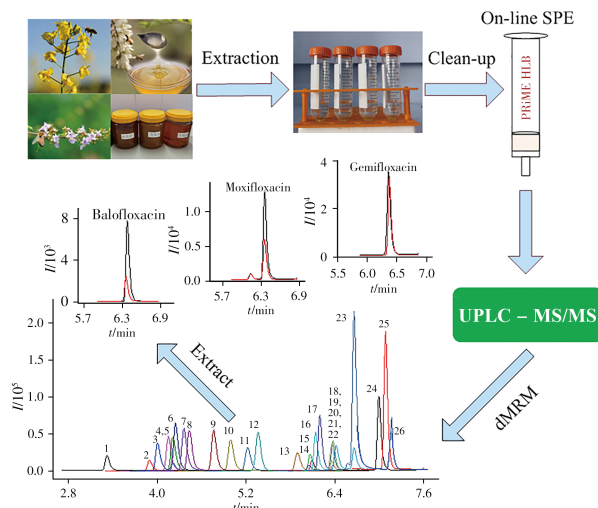 On-line SPE
Extraction
Clean-up
PRiME HLB
Gemifloxacin
I/10⁴
4
2
0
5.5 6.0 6.5 7.0
t/min
Moxifloxacin
I/10⁴
1.0
0.5
0.0
5.7 6.3 6.9
t/min
Balofloxacin
I/10³
8
4
0
5.7 6.3 6.9
t/min
UPLC – MS/MS
dMRM
Extract
I/10⁵
2.0
1.5
1.0
0.5
0.0
1
2
3
4,5
6
7
8
9
10
11
12
13
14
15
16
17
18,
19,
20,
21,
22
23
24
25
26
2.8 4.0 5.2 6.4 7.6
t/min